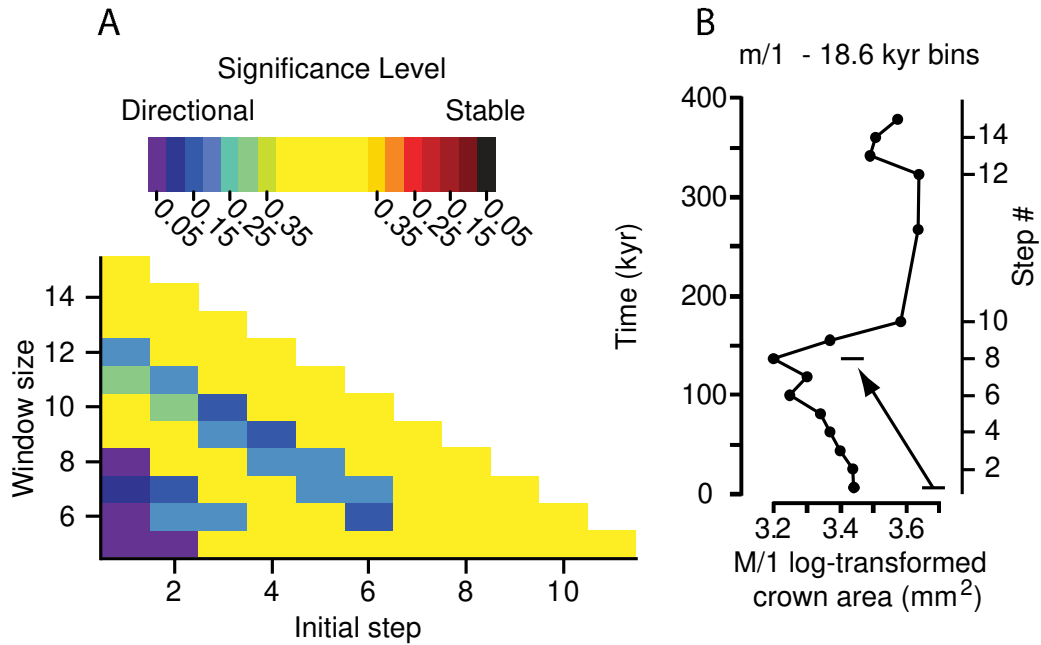 A
Significance Level
Directional Stable
0.05 0.15 0.25 0.35 0.35 0.25 0.15 0.05
Window size
14
12
10
8
6
2 4 6 8 10
Initial step
B
m/1 - 18.6 kyr bins
Time (kyr)
400
300
200
100
0
Step #
14
12
10
8
6
4
2
3.2 3.4 3.6
M/1 log-transformed
crown area (mm²)